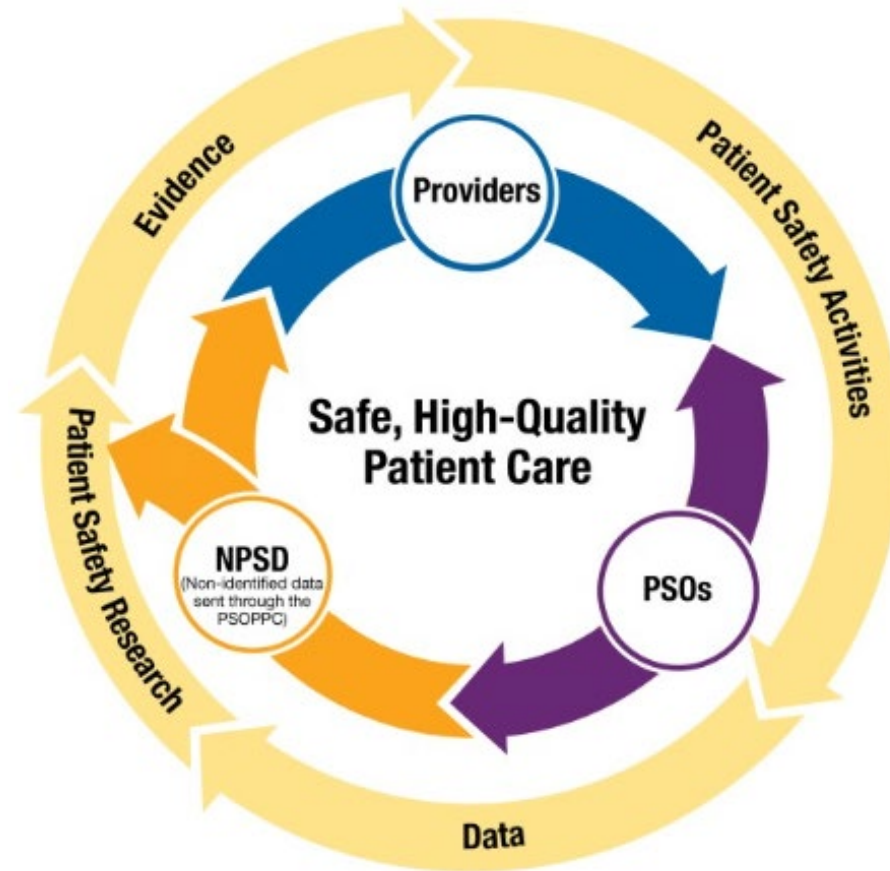 Evidence
Patient Safety Activities
Providers
Safe, High-Quality
Patient Care
NPSD
(Non-identified data
sent through the
PSOPPC)
PSOs
Patient Safety Research
Data